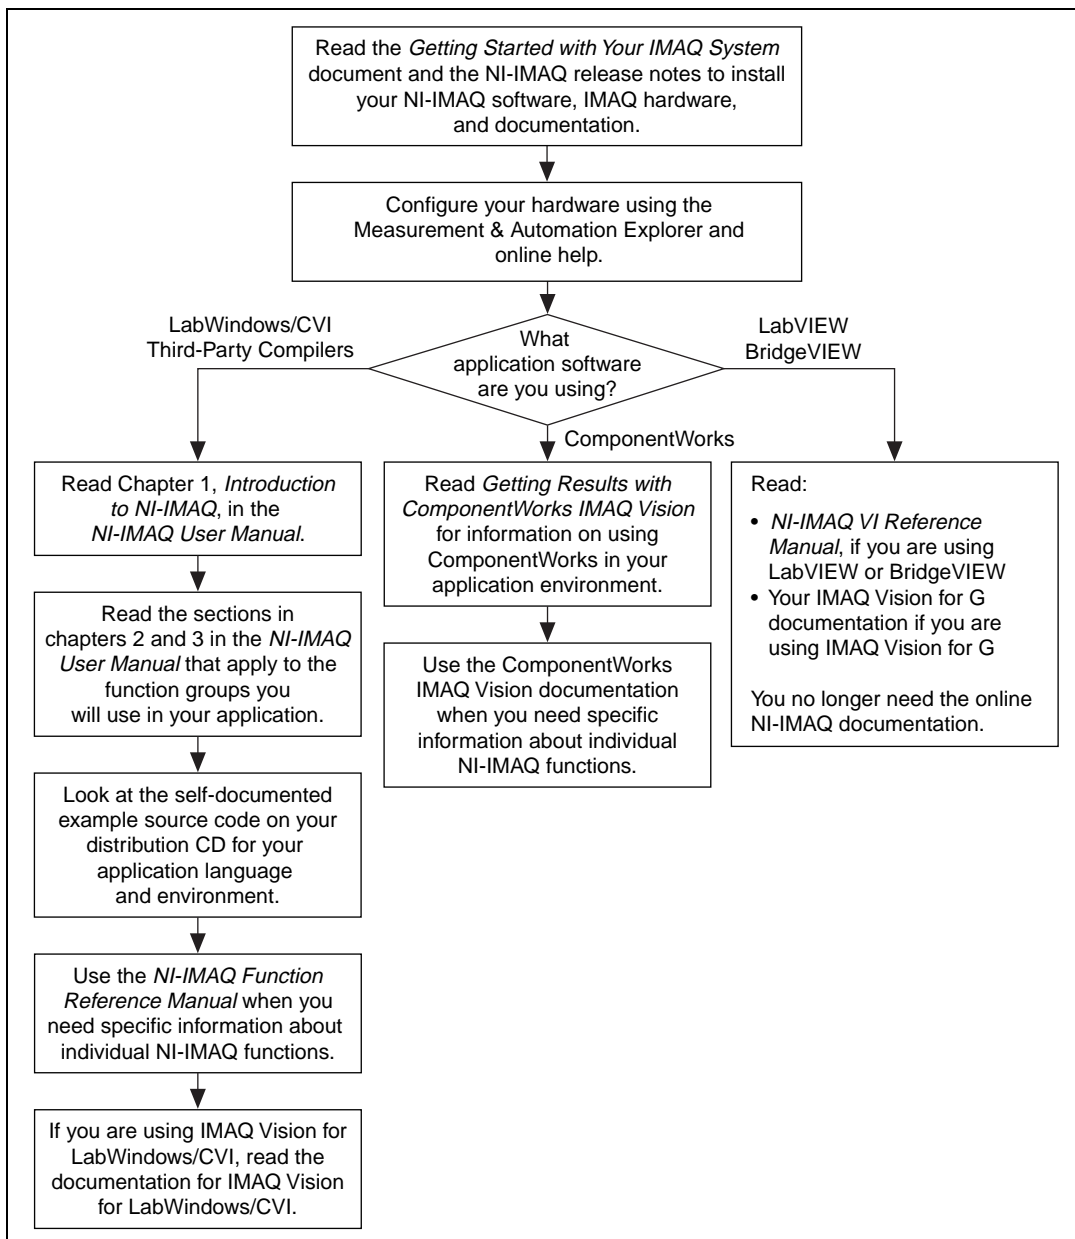 Read the Getting Started with Your IMAQ System
document and the NI-IMAQ release notes to install
your NI-IMAQ software, IMAQ hardware,
and documentation.
Configure your hardware using the
Measurement & Automation Explorer and
online help.
What
application software
are you using?
LabWindows/CVI
Third-Party Compilers
LabVIEW
BridgeVIEW
ComponentWorks
Read Chapter 1, Introduction
to NI-IMAQ, in the
NI-IMAQ User Manual.
Read the sections in
chapters 2 and 3 in the NI-IMAQ
User Manual that apply to the
function groups you
will use in your application.
Look at the self-documented
example source code on your
distribution CD for your
application language
and environment.
Use the NI-IMAQ Function
Reference Manual when you
need specific information about
individual NI-IMAQ functions.
If you are using IMAQ Vision for
LabWindows/CVI, read the
documentation for IMAQ Vision
for LabWindows/CVI.
Read Getting Results with
ComponentWorks IMAQ Vision
for information on using
ComponentWorks in your
application environment.
Use the ComponentWorks
IMAQ Vision documentation
when you need specific
information about individual
NI-IMAQ functions.
Read:
• NI-IMAQ VI Reference
Manual, if you are using
LabVIEW or BridgeVIEW
• Your IMAQ Vision for G
documentation if you are
using IMAQ Vision for G
You no longer need the online
NI-IMAQ documentation.